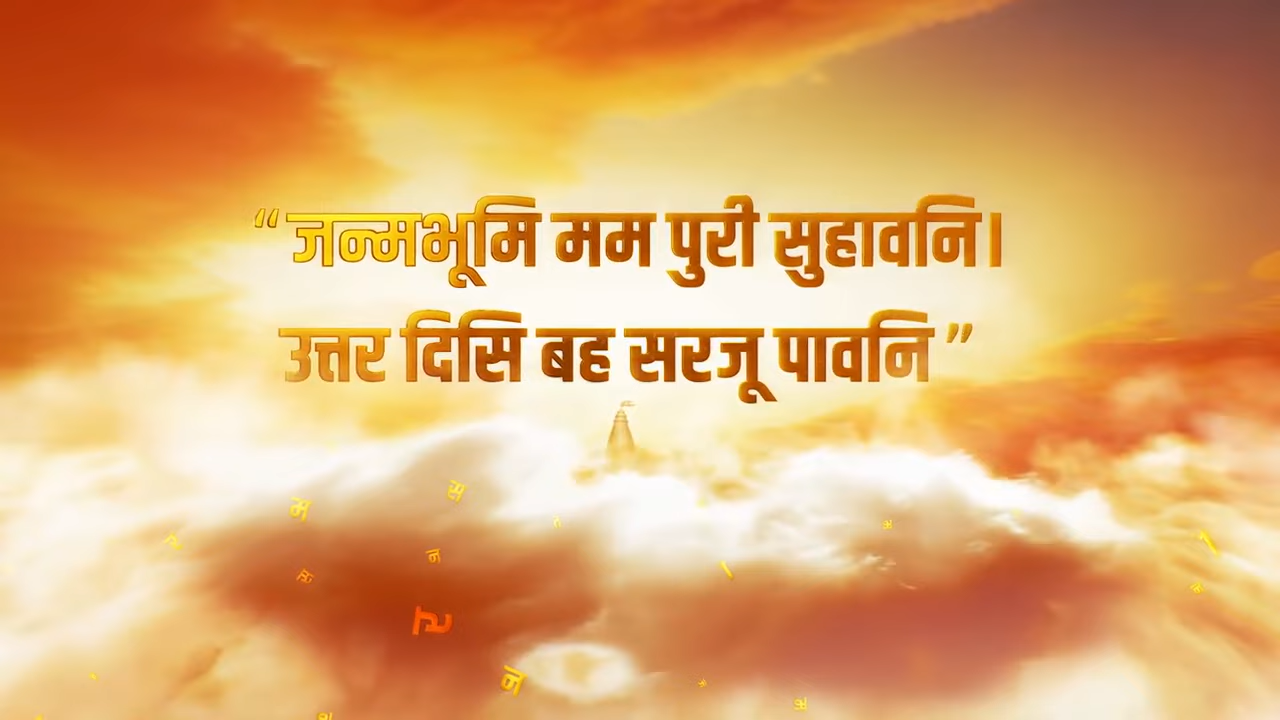 “जन्मभूमि मम पुरी सुहावनि।
उत्तर दिसि बह सरजू पावनि”
म
स
न
र
न